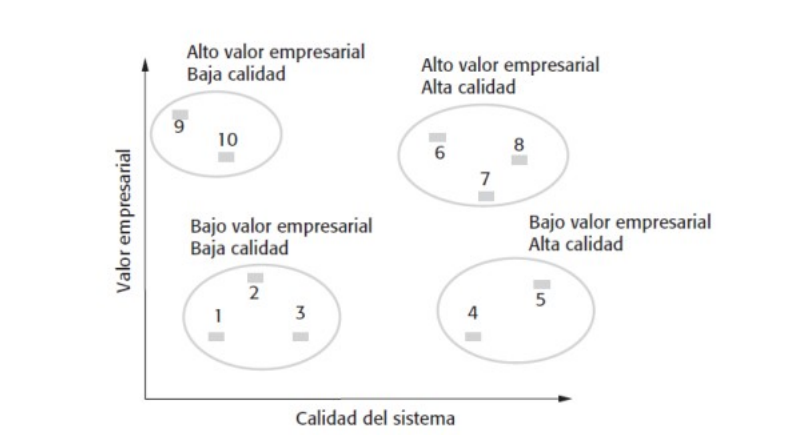 Alto valor empresarial
Baja calidad
Alto valor empresarial
Alta calidad
9
10
6
8
7
Valor empresarial
Bajo valor empresarial
Baja calidad
Bajo valor empresarial
Alta calidad
1
2
3
4
5
Calidad del sistema